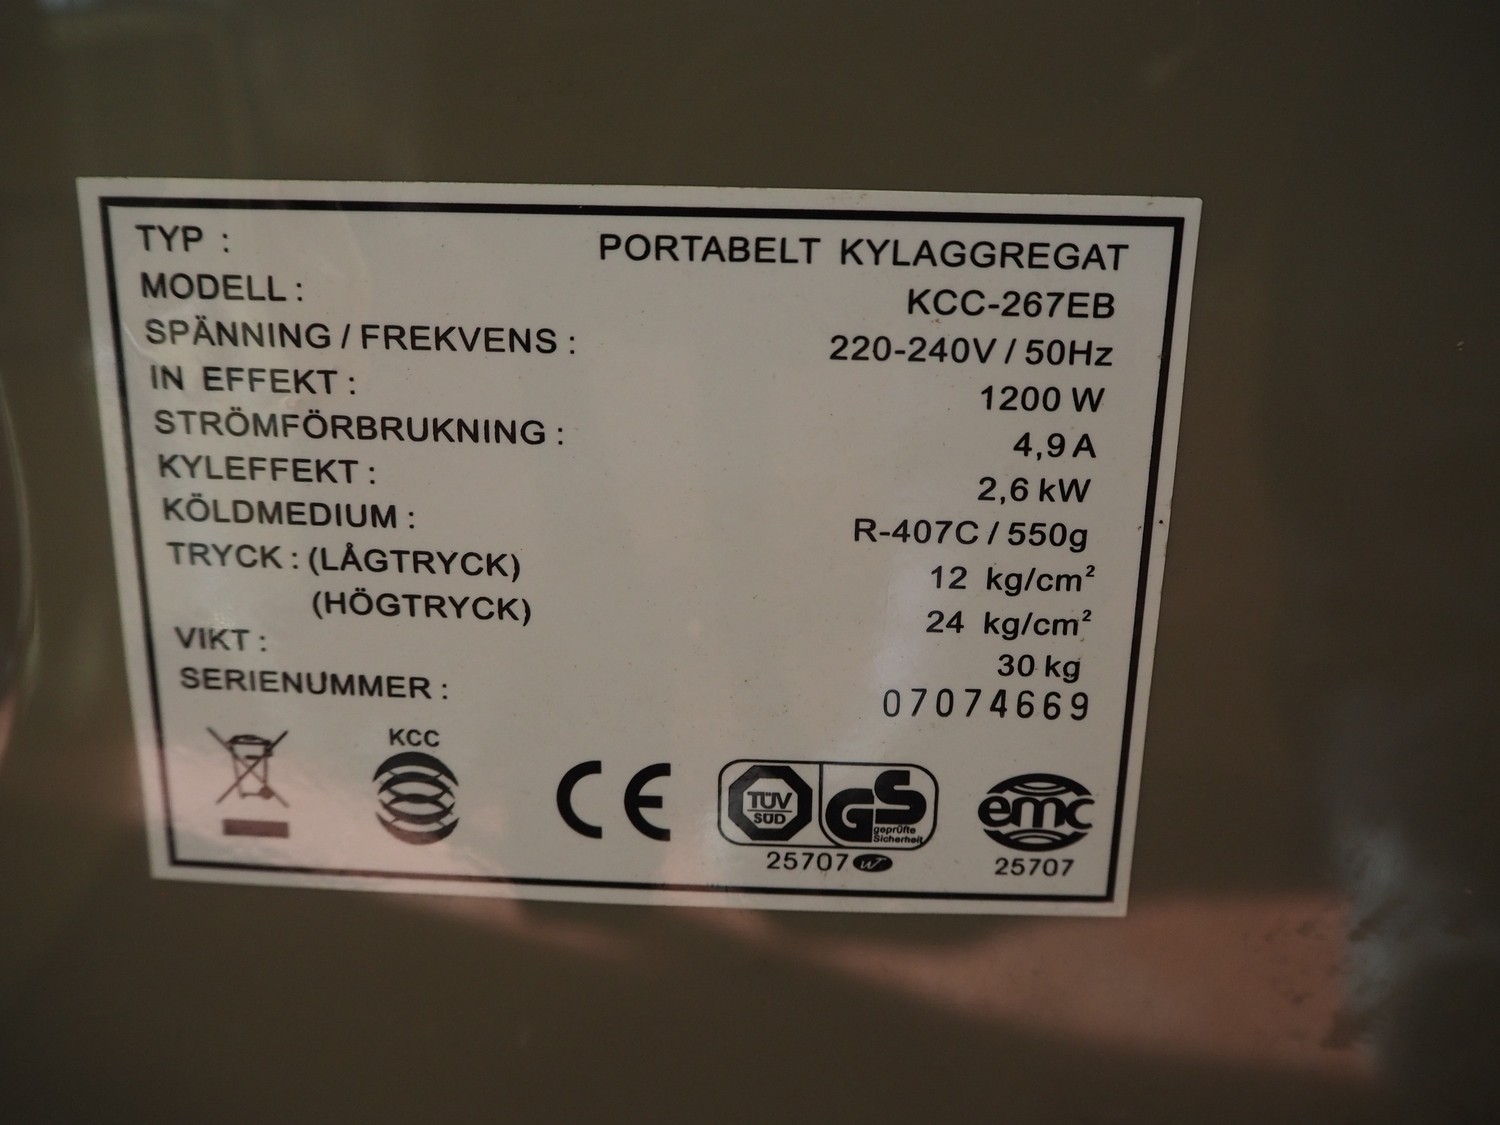 TYP : PORTABELT KYLAGGREGAT
MODELL : KCC-267EB
SPÄNNING / FREKVENS : 220-240V / 50Hz
IN EFFEKT : 1200 W
STRÖMFÖRBRUKNING : 4,9 A
KYLEFFEKT : 2,6 kW
KÖLDMEDIUM : R-407C / 550g
TRYCK : (LÅGTRYCK) 12 kg/cm²
(HÖGTRYCK) 24 kg/cm²
VIKT : 30 kg
SERIENUMMER : 07074669
KCC
CE
TÜV
SÜD
GS
geprüfte
Sicherheit
25707 W
emc
25707